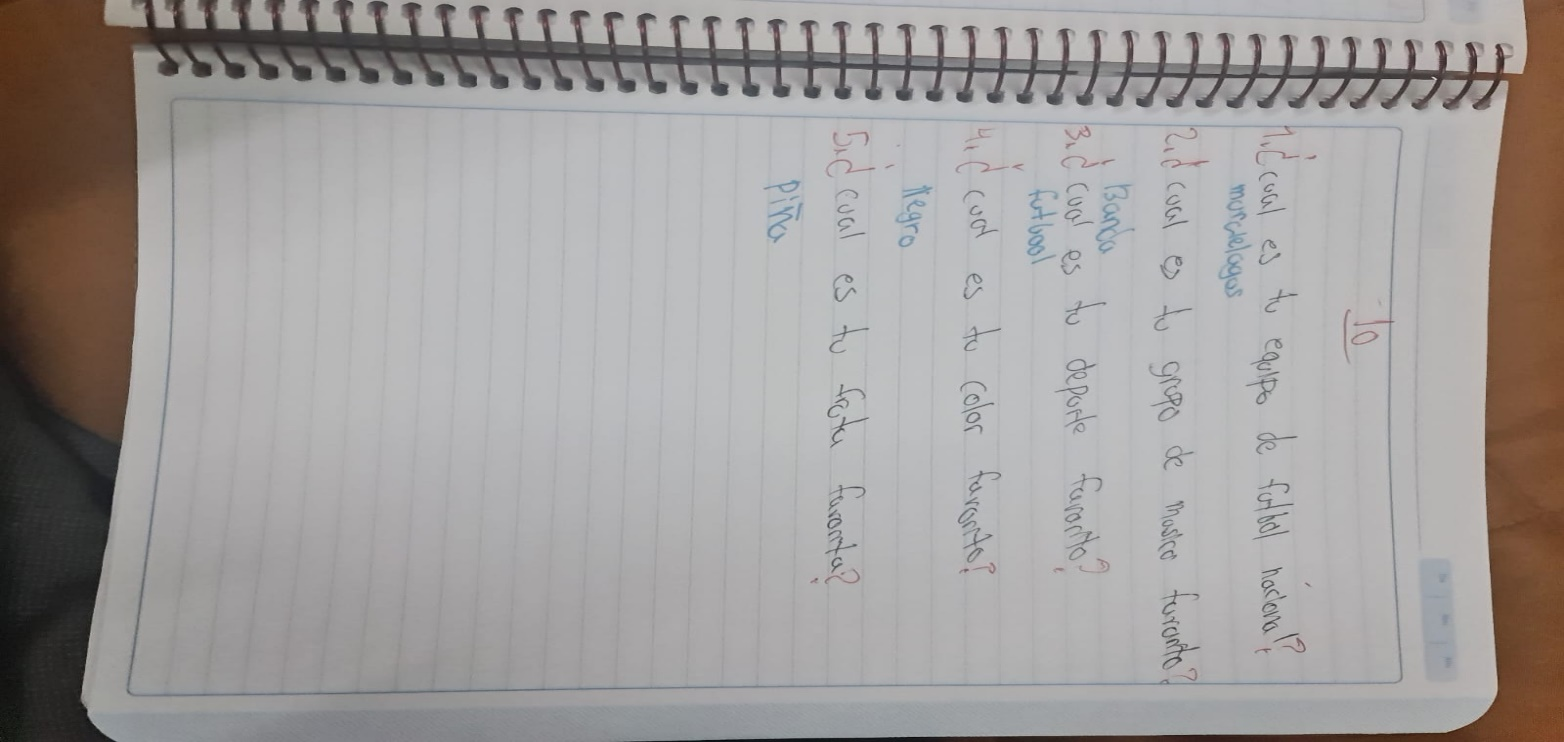 10
1.¿cual es tu equipo de futbol nacional?
murcielagos
2.¿cual es tu grupo de musica favorito?
Banda
3.¿cual es tu deporte favorito?
futbool
4.¿cual es tu color favorito?
Negro
5.¿cual es tu fruta favorita?
Piña